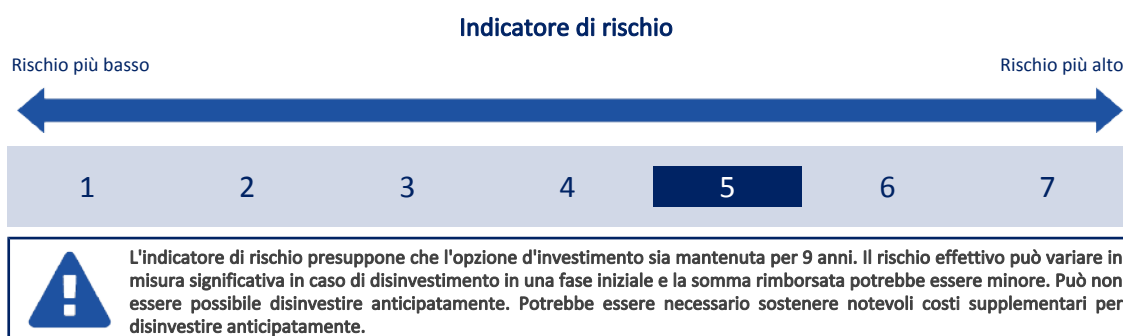 Indicatore di rischio
Rischio più basso
Rischio più alto
1 2 3 4 5 6 7
L'indicatore di rischio presuppone che l'opzione d'investimento sia mantenuta per 9 anni. Il rischio effettivo può variare in
misura significativa in caso di disinvestimento in una fase iniziale e la somma rimborsata potrebbe essere minore. Può non
essere possibile disinvestire anticipatamente. Potrebbe essere necessario sostenere notevoli costi supplementari per
disinvestire anticipatamente.